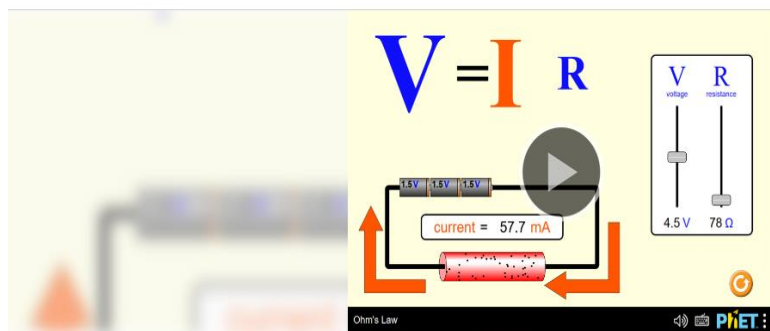 V = I R
V R
voltage resistance
1.5V 1.5V 1.5V
current = 57.7 mA
4.5 V 78 Ω
Ohm's Law
PhET